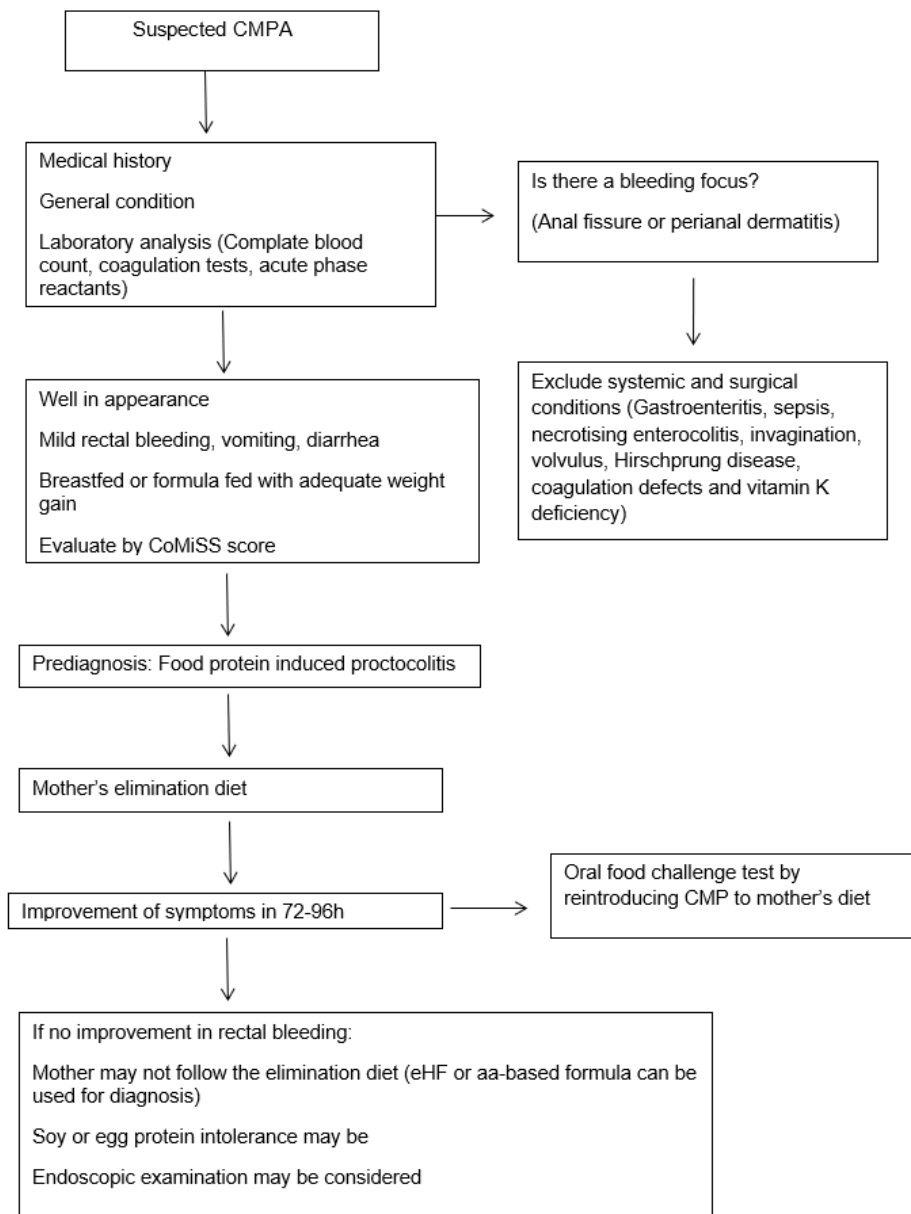 Suspected CMPA
Medical history
General condition
Laboratory analysis (Complate blood
count, coagulation tests, acute phase
reactants)
Is there a bleeding focus?
(Anal fissure or perianal dermatitis)
Well in appearance
Mild rectal bleeding, vomiting, diarrhea
Breastfed or formula fed with adequate weight
gain
Evaluate by CoMiSS score
Exclude systemic and surgical
conditions (Gastroenteritis, sepsis,
necrotising enterocolitis, invagination,
volvulus, Hirschprung disease,
coagulation defects and vitamin K
deficiency)
Prediagnosis: Food protein induced proctocolitis
Mother’s elimination diet
Improvement of symptoms in 72-96h
Oral food challenge test by
reintroducing CMP to mother’s diet
If no improvement in rectal bleeding:
Mother may not follow the elimination diet (eHF or aa-based formula can be
used for diagnosis)
Soy or egg protein intolerance may be
Endoscopic examination may be considered